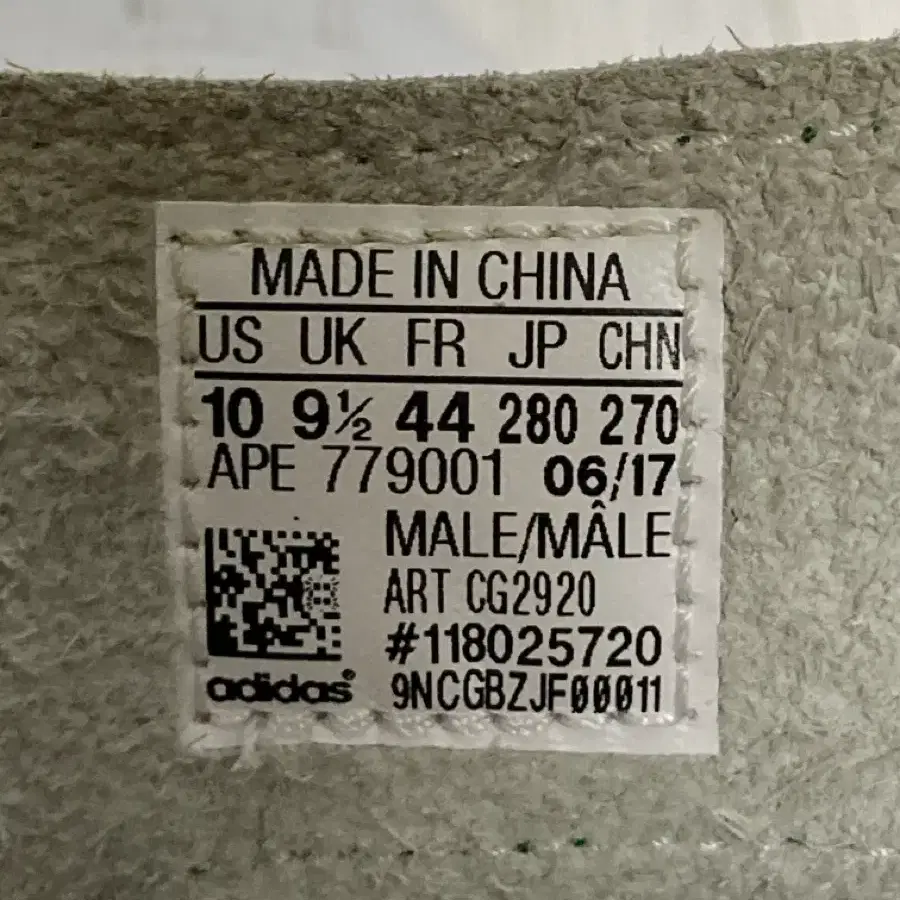 MADE IN CHINA
US UK FR JP CHN
10 9½ 44 280 270
APE 779001 06/17
MALE/MÂLE
ART CG2920
#118025720
adidas® 9NCGBZJF00011